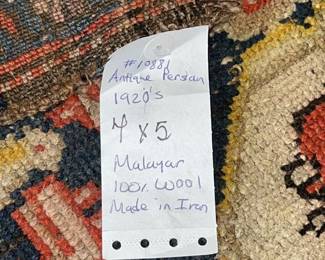 #10881
Antique Persian
1920's
4 x 5
Malayar
100% Wool
Made in Iran